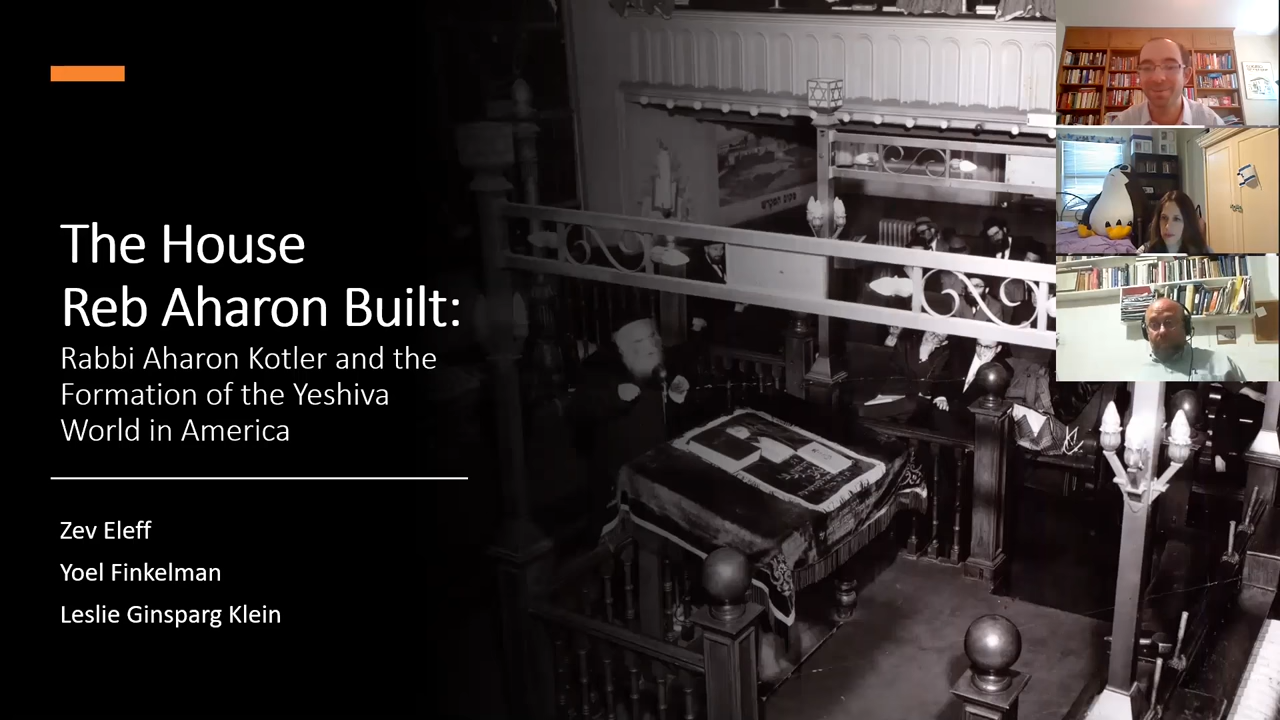 The House
Reb Aharon Built:
Rabbi Aharon Kotler and the
Formation of the Yeshiva
World in America
Zev Eleff
Yoel Finkelman
Leslie Ginsparg Klein